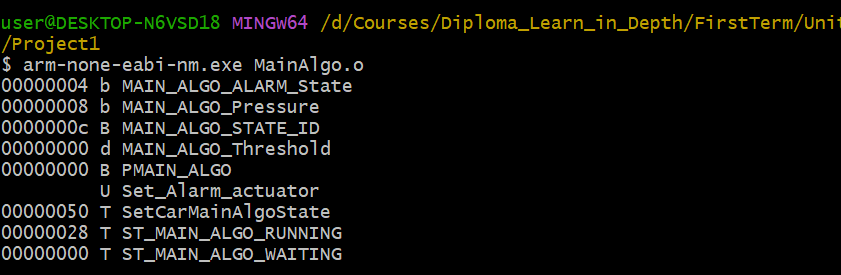 user@DESKTOP-N6VSD18 MINGW64 /d/Courses/Diploma_Learn_in_Depth/FirstTerm/Unit
/Project1
$ arm-none-eabi-nm.exe MainAlgo.o
00000004 b MAIN_ALGO_ALARM_State
00000008 b MAIN_ALGO_Pressure
0000000c B MAIN_ALGO_STATE_ID
00000000 d MAIN_ALGO_Threshold
00000000 B PMAIN_ALGO
         U Set_Alarm_actuator
00000050 T SetCarMainAlgoState
00000028 T ST_MAIN_ALGO_RUNNING
00000000 T ST_MAIN_ALGO_WAITING